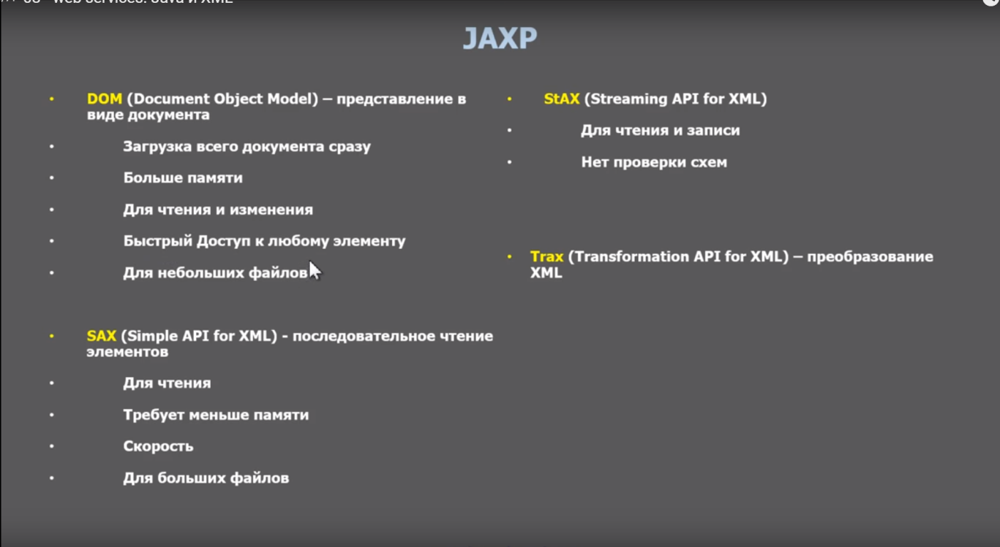 web services. Java и XML
JAXP
• DOM (Document Object Model) – представление в
виде документа
• Загрузка всего документа сразу
• Больше памяти
• Для чтения и изменения
• Быстрый Доступ к любому элементу
• Для небольших файлов
• SAX (Simple API for XML) - последовательное чтение
элементов
• Для чтения
• Требует меньше памяти
• Скорость
• Для больших файлов
• StAX (Streaming API for XML)
• Для чтения и записи
• Нет проверки схем
• Trax (Transformation API for XML) – преобразование
XML